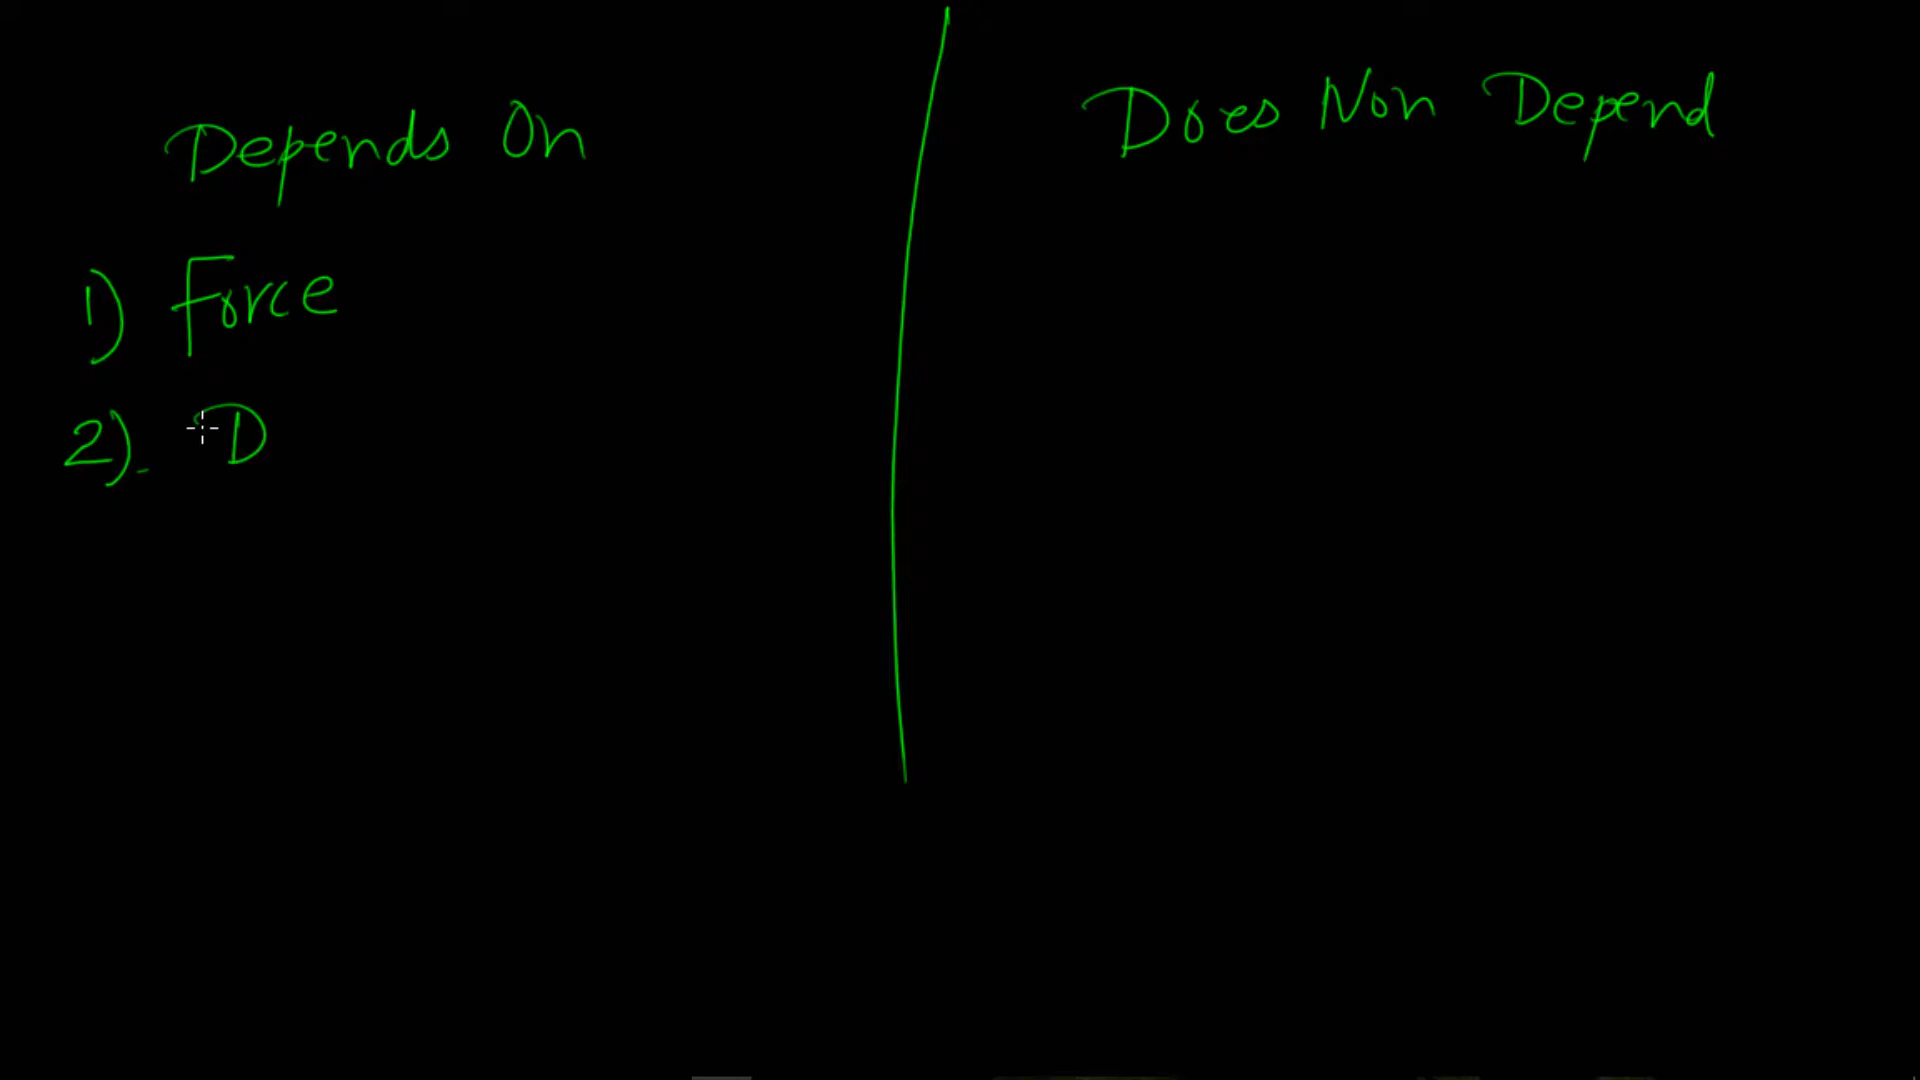 Depends On
1) Force
2). D
Does Non Depend